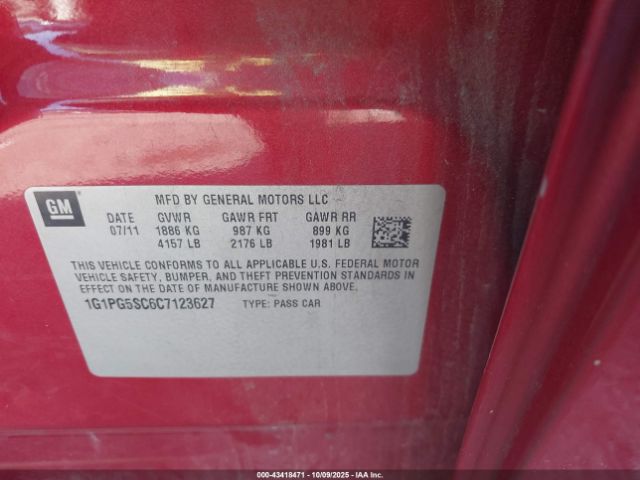 GM
MFD BY GENERAL MOTORS LLC
DATE GVWR GAWR FRT GAWR RR
07/11 1886 KG 987 KG 899 KG
4157 LB 2176 LB 1981 LB
THIS VEHICLE CONFORMS TO ALL APPLICABLE U.S. FEDERAL MOTOR
VEHICLE SAFETY, BUMPER, AND THEFT PREVENTION STANDARDS IN
EFFECT ON THE DATE OF MANUFACTURE SHOWN ABOVE.
1G1PG5SC6C7123627 TYPE: PASS CAR
000-43418471 - 10/09/2025 - IAAI.CA